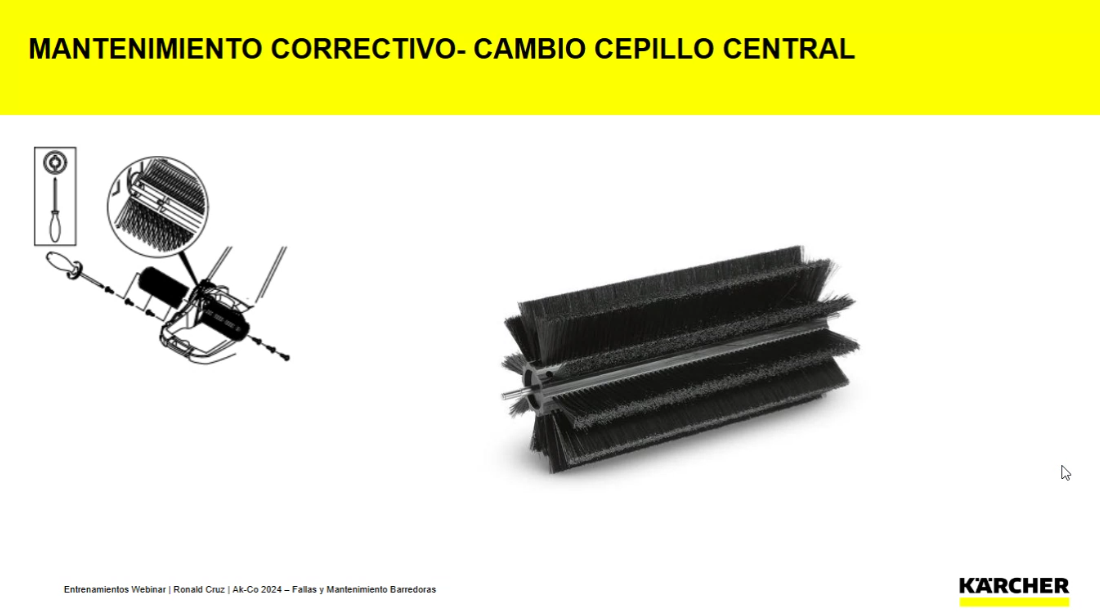 MANTENIMIENTO CORRECTIVO- CAMBIO CEPILLO CENTRAL
Entrenamientos Webinar | Ronald Cruz | Ak-Co 2024 – Fallas y Mantenimiento Barredoras
KÄRCHER